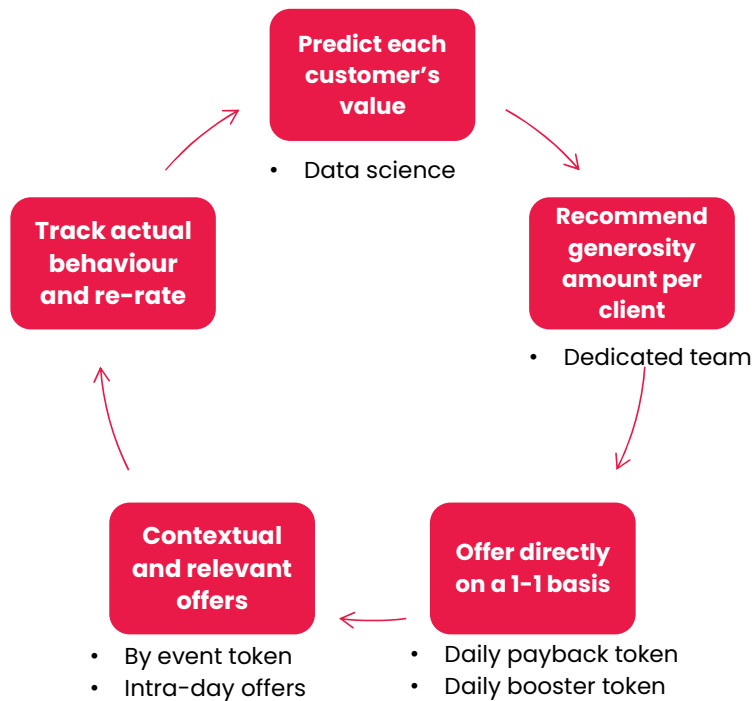 Predict each
customer’s
value
• Data science
Recommend
generosity
amount per
client
• Dedicated team
Offer directly
on a 1-1 basis
• Daily payback token
• Daily booster token
Contextual
and relevant
offers
• By event token
• Intra-day offers
Track actual
behaviour
and re-rate